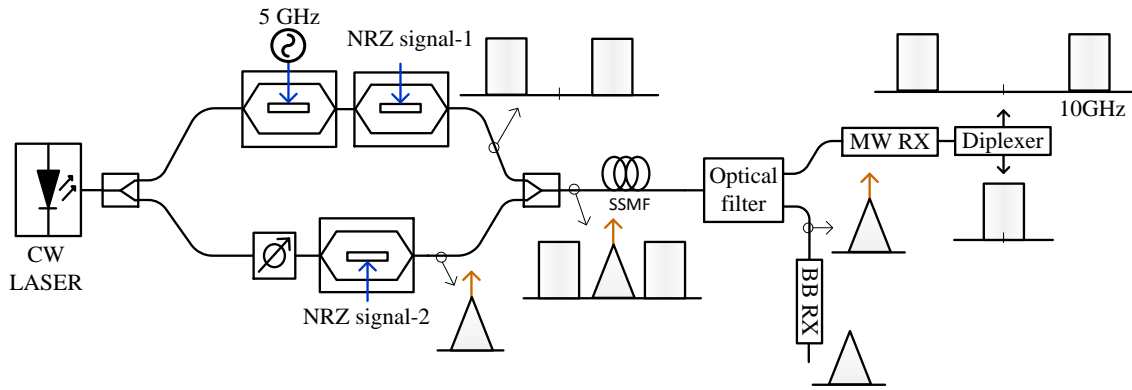 5 GHz
NRZ signal-1
CW
LASER
NRZ signal-2
SSMF
Optical
filter
MW RX
Diplexer
10GHz
BB RX